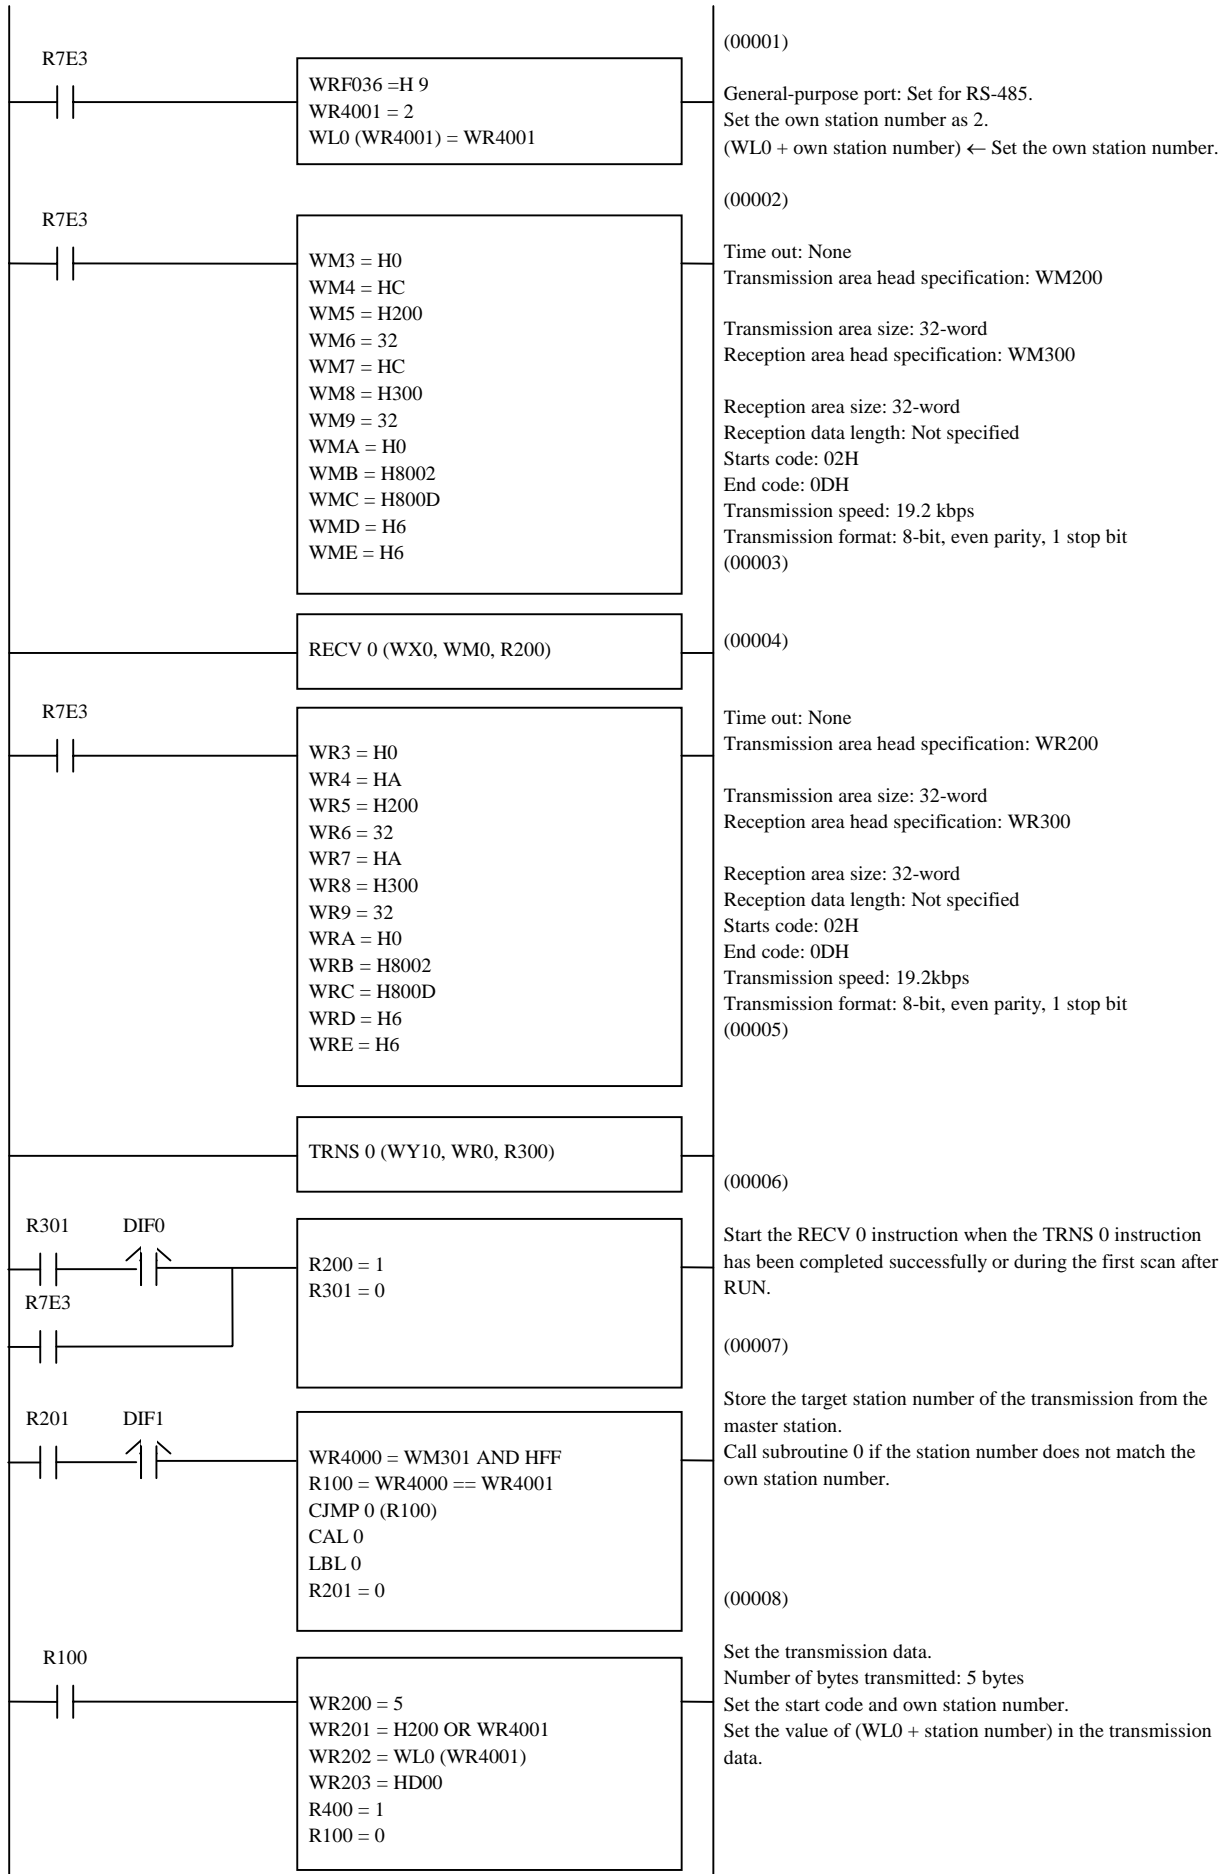 (00001)
R7E3
WRF036 =H 9
WR4001 = 2
WL0 (WR4001) = WR4001
General-purpose port: Set for RS-485.
Set the own station number as 2.
(WL0 + own station number) ← Set the own station number.
(00002)
R7E3
WM3 = H0
WM4 = HC
WM5 = H200
WM6 = 32
WM7 = HC
WM8 = H300
WM9 = 32
WMA = H0
WMB = H8002
WMC = H800D
WMD = H6
WME = H6
Time out: None
Transmission area head specification: WM200
Transmission area size: 32-word
Reception area head specification: WM300
Reception area size: 32-word
Reception data length: Not specified
Starts code: 02H
End code: 0DH
Transmission speed: 19.2 kbps
Transmission format: 8-bit, even parity, 1 stop bit
(00003)
RECV 0 (WX0, WM0, R200)
(00004)
R7E3
WR3 = H0
WR4 = HA
WR5 = H200
WR6 = 32
WR7 = HA
WR8 = H300
WR9 = 32
WRA = H0
WRB = H8002
WRC = H800D
WRD = H6
WRE = H6
Time out: None
Transmission area head specification: WR200
Transmission area size: 32-word
Reception area head specification: WR300
Reception area size: 32-word
Reception data length: Not specified
Starts code: 02H
End code: 0DH
Transmission speed: 19.2kbps
Transmission format: 8-bit, even parity, 1 stop bit
(00005)
TRNS 0 (WY10, WR0, R300)
(00006)
R301 DIF0
R7E3
R200 = 1
R301 = 0
Start the RECV 0 instruction when the TRNS 0 instruction
has been completed successfully or during the first scan after
RUN.
(00007)
R201 DIF1
WR4000 = WM301 AND HFF
R100 = WR4000 == WR4001
CJMP 0 (R100)
CAL 0
LBL 0
R201 = 0
Store the target station number of the transmission from the
master station.
Call subroutine 0 if the station number does not match the
own station number.
(00008)
R100
WR200 = 5
WR201 = H200 OR WR4001
WR202 = WL0 (WR4001)
WR203 = HD00
R400 = 1
R100 = 0
Set the transmission data.
Number of bytes transmitted: 5 bytes
Set the start code and own station number.
Set the value of (WL0 + station number) in the transmission
data.